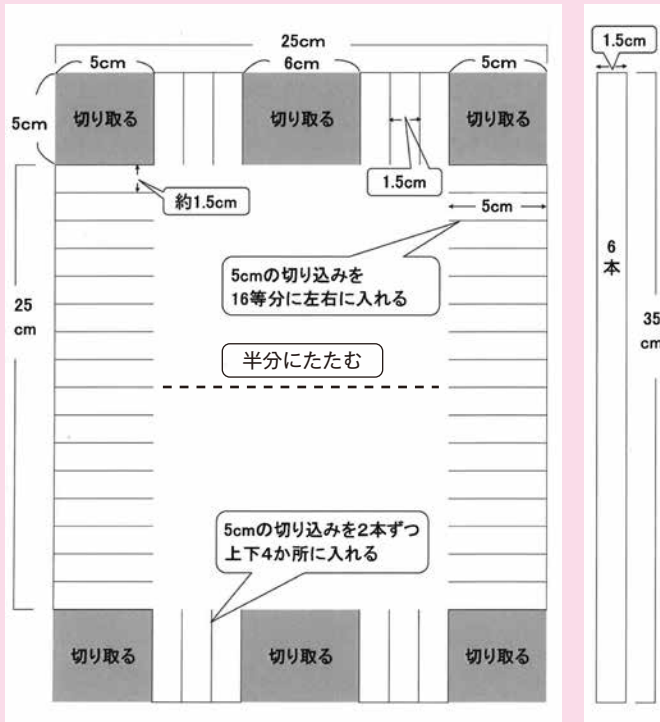 25cm
5cm
6cm
5cm
5cm
切り取る
切り取る
切り取る
1.5cm
約1.5cm
5cm
5cmの切り込みを
16等分に左右に入れる
25
cm
半分にたたむ
5cmの切り込みを2本ずつ
上下4か所に入れる
切り取る
切り取る
切り取る
1.5cm
6
本
35
cm